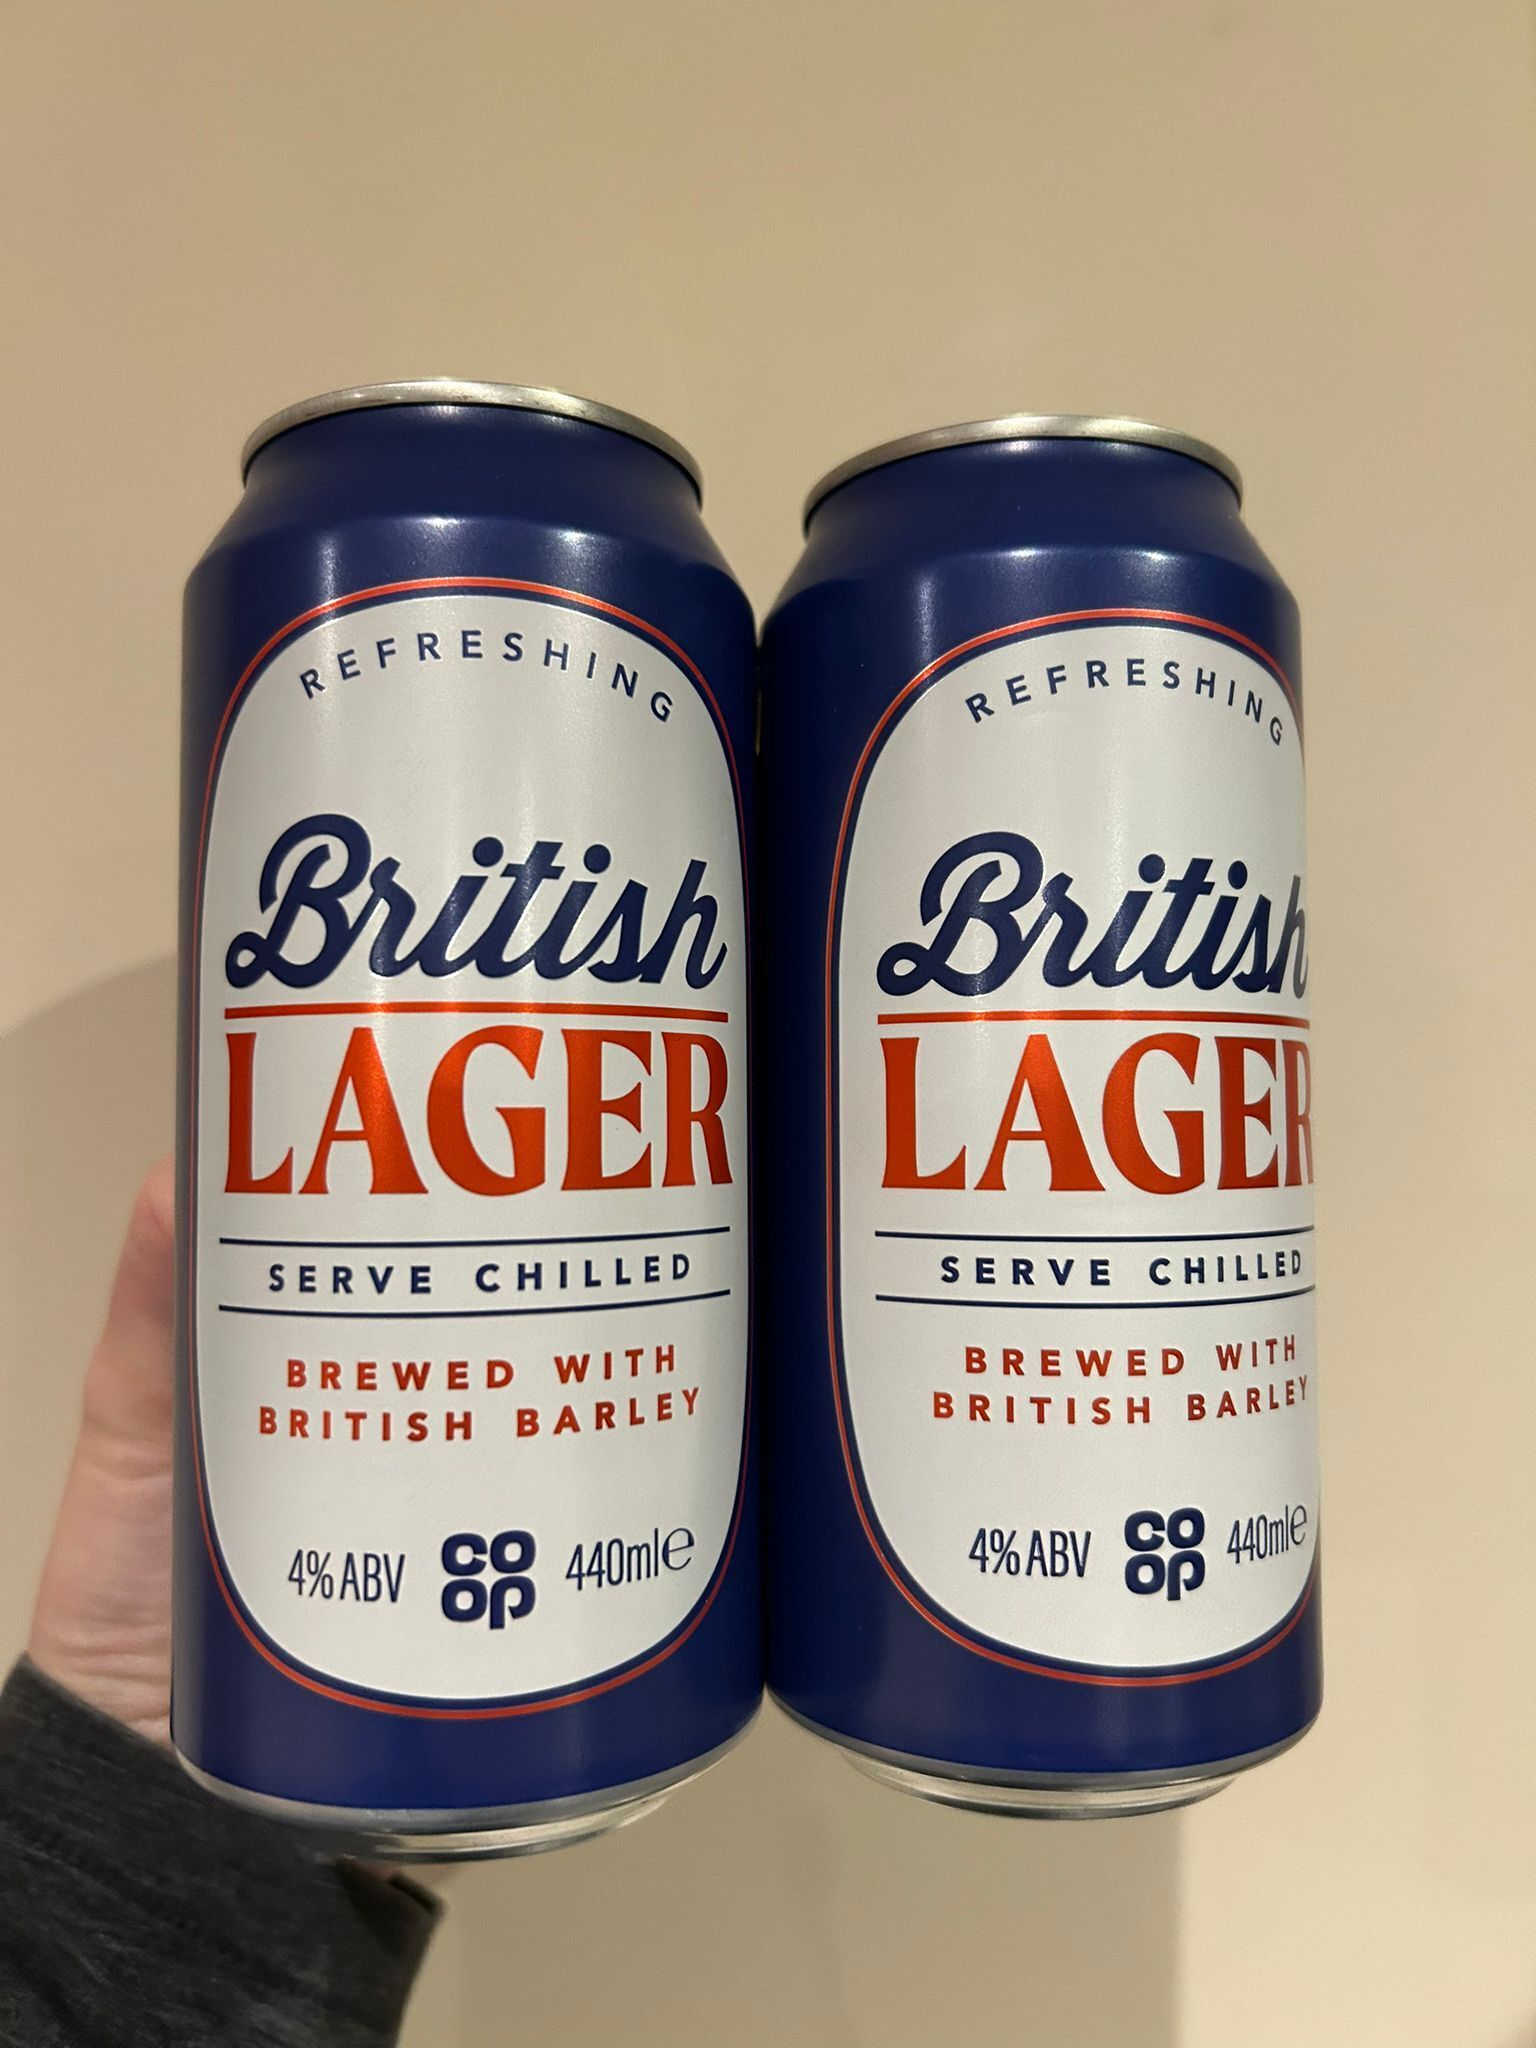 REFRESHING
British
LAGER
SERVE CHILLED
BREWED WITH
BRITISH BARLEY
4% ABV CO OP 440ml℮
REFRESHING
British
LAGER
SERVE CHILLED
BREWED WITH
BRITISH BARLEY
4% ABV CO OP 440ml℮